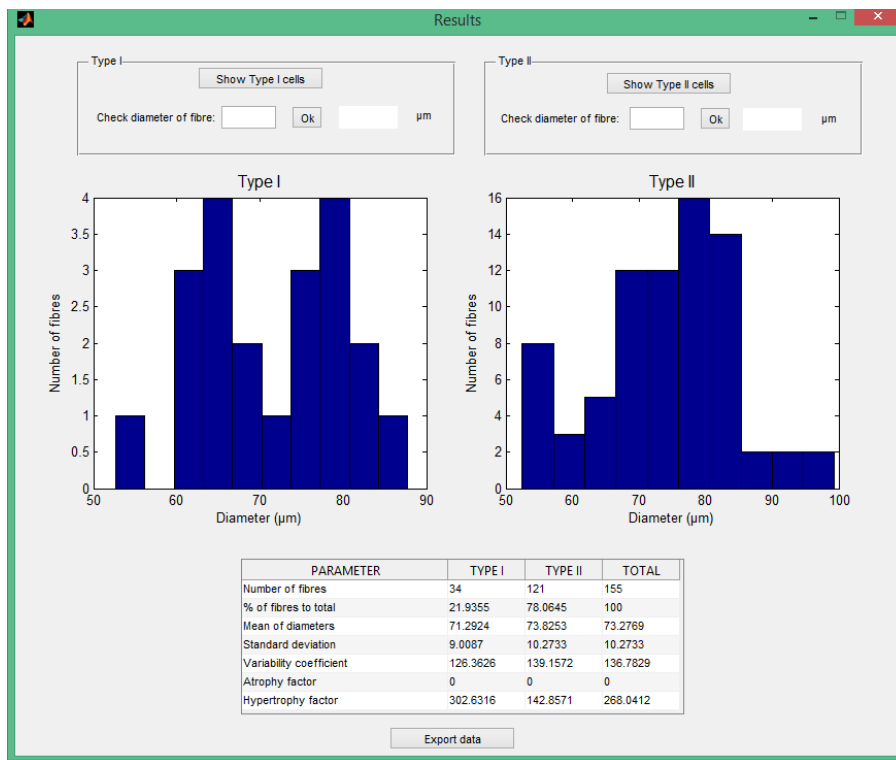 Results
Type I
Show Type I cells
Check diameter of fibre: Ok µm
Type II
Show Type II cells
Check diameter of fibre: Ok µm
Type I
4
3.5
3
2.5
2
1.5
1
0.5
0
Number of fibres
50 60 70 80 90
Diameter (µm)
Type II
16
14
12
10
8
6
4
2
0
Number of fibres
50 60 70 80 90 100
Diameter (µm)
PARAMETER TYPE I TYPE II TOTAL
Number of fibres 34 121 155
% of fibres to total 21.9355 78.0645 100
Mean of diameters 71.2924 73.8253 73.2769
Standard deviation 9.0087 10.2733 10.2733
Variability coefficient 126.3626 139.1572 136.7829
Atrophy factor 0 0 0
Hypertrophy factor 302.6316 142.8571 268.0412
Export data